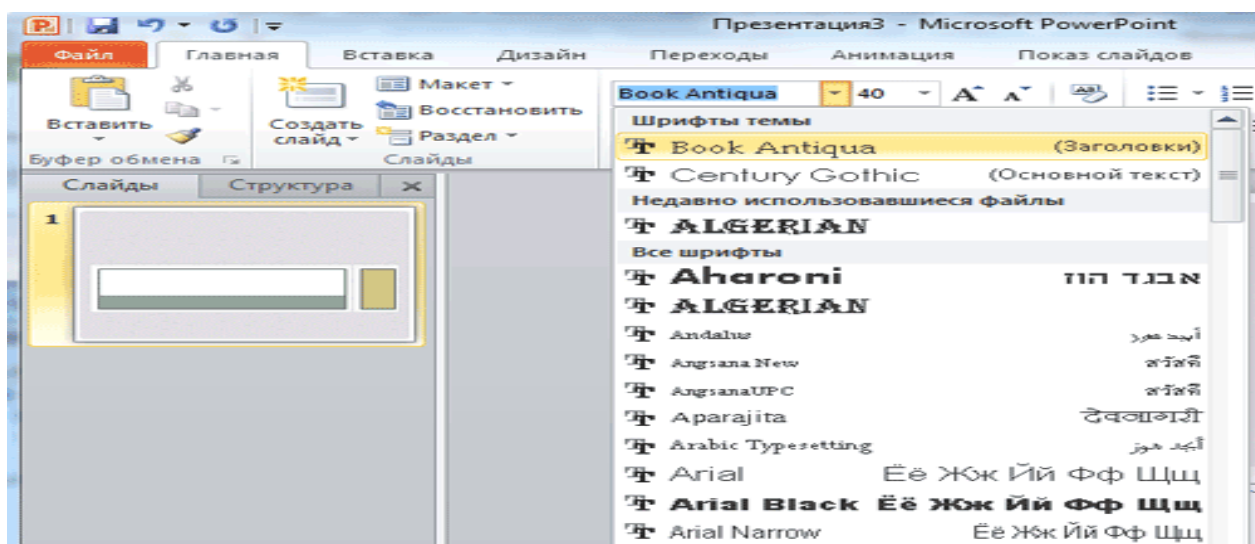 Презентация3 - Microsoft PowerPoint
Файл Главная Вставка Дизайн Переходы Анимация Показ слайдов
Вставить
Буфер обмена
Создать слайд
Макет
Восстановить
Раздел
Слайды
Book Antiqua 40
Слайды Структура
1
Шрифты темы
Book Antiqua (Заголовки)
Century Gothic (Основной текст)
Недавно использовавшиеся файлы
ALGERIAN
Все шрифты
Aharoni אבגד הוז
ALGERIAN
Andalus أبجد هوز
Angsana New สวัสดี
AngsanaUPC สวัสดี
Aparajita देवनागरी
Arabic Typesetting أبجد هوز
Arial Ёё Жж Йй Фф Щщ
Arial Black Ёё Жж Йй Фф Щщ
Arial Narrow Ёё Жж Йй Фф Щщ